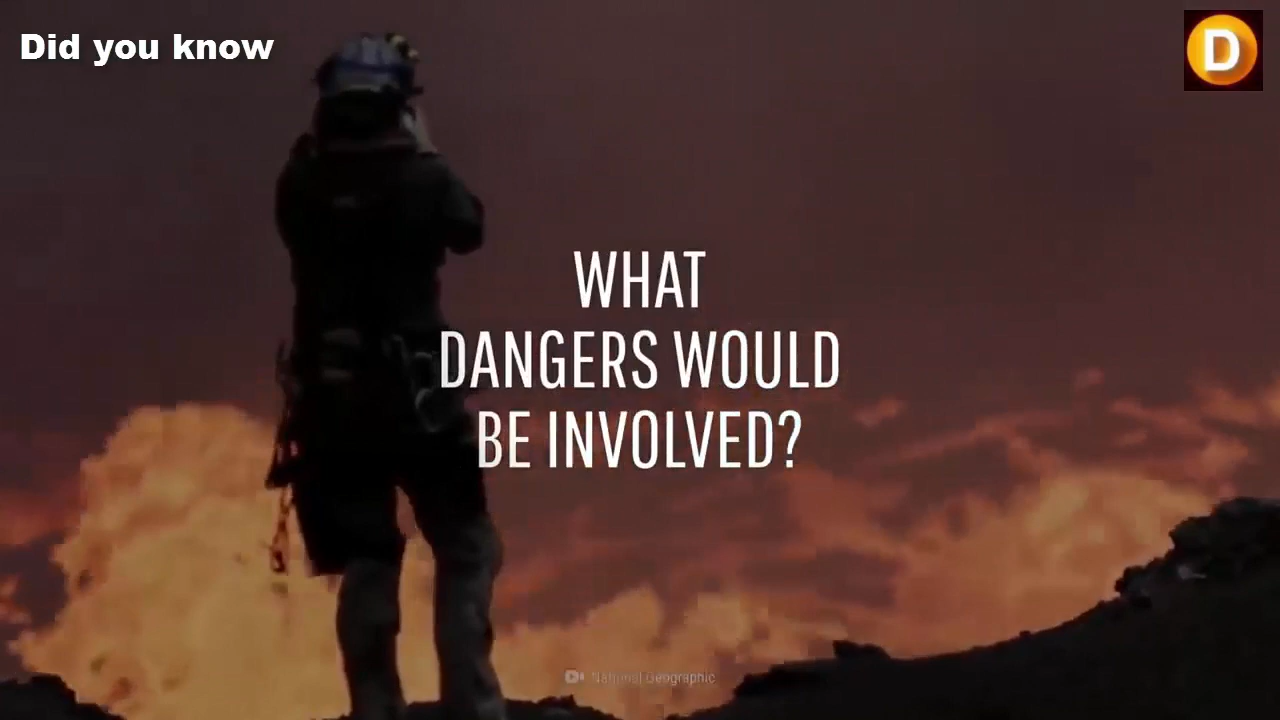 Did you know
D
WHAT
DANGERS WOULD
BE INVOLVED?
National Geographic